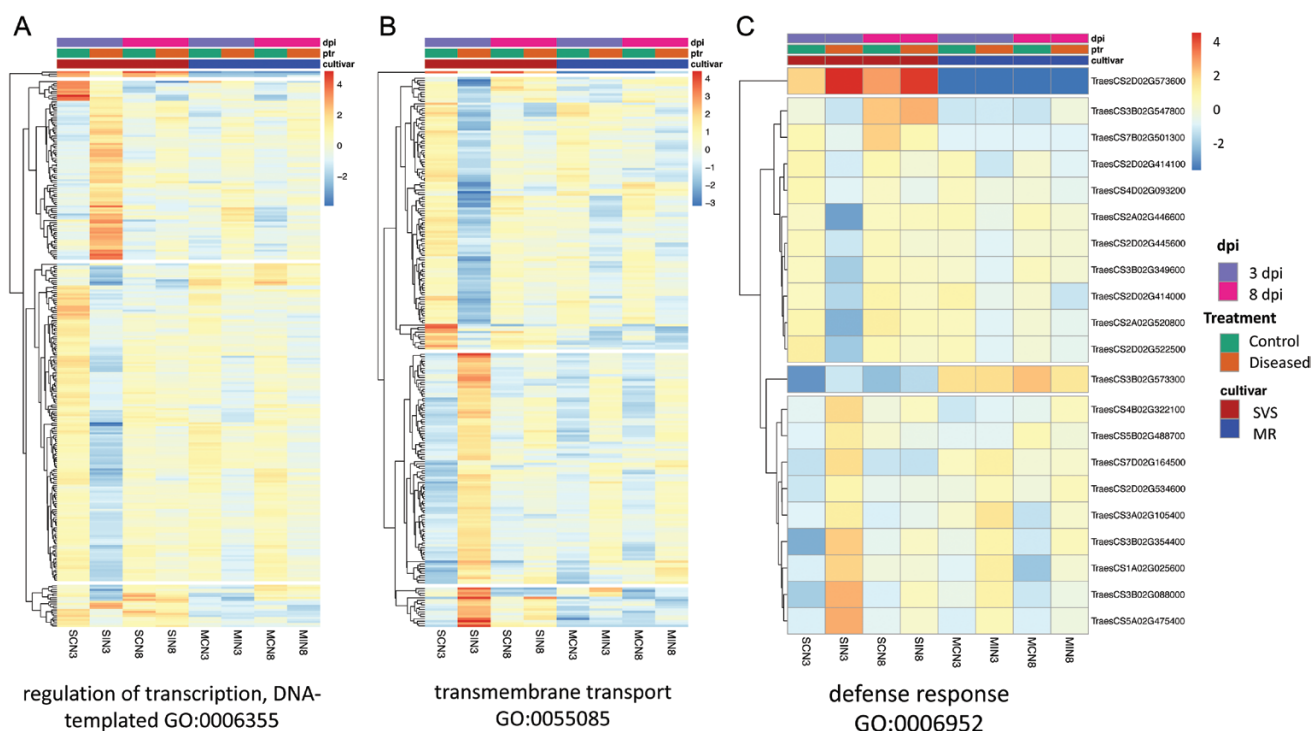 A
dpi
ptr
cultivar
4
2
0
−2
SCN3
SIN3
SCN8
SIN8
MCN3
MIN3
MCN8
MIN8
regulation of transcription, DNA-
templated GO:0006355
B
dpi
ptr
cultivar
4
3
2
1
0
−1
−2
−3
SCN3
SIN3
SCN8
SIN8
MCN3
MIN3
MCN8
MIN8
transmembrane transport
GO:0055085
C
dpi
ptr
cultivar
4
2
0
−2
TraesCS2D02G573600
TraesCS3B02G547800
TraesCS7B02G501300
TraesCS2D02G414100
TraesCS4D02G093200
TraesCS2A02G446600
TraesCS2D02G445600
TraesCS3B02G349600
TraesCS2D02G414000
TraesCS2A02G520800
TraesCS2D02G522500
TraesCS3B02G573300
TraesCS4B02G322100
TraesCS5B02G488700
TraesCS7D02G164500
TraesCS2D02G534600
TraesCS3A02G105400
TraesCS3B02G354400
TraesCS1A02G025600
TraesCS3B02G088000
TraesCS5A02G475400
SCN3
SIN3
SCN8
SIN8
MCN3
MIN3
MCN8
MIN8
defense response
GO:0006952
dpi
3 dpi
8 dpi
Treatment
Control
Diseased
cultivar
SVS
MR